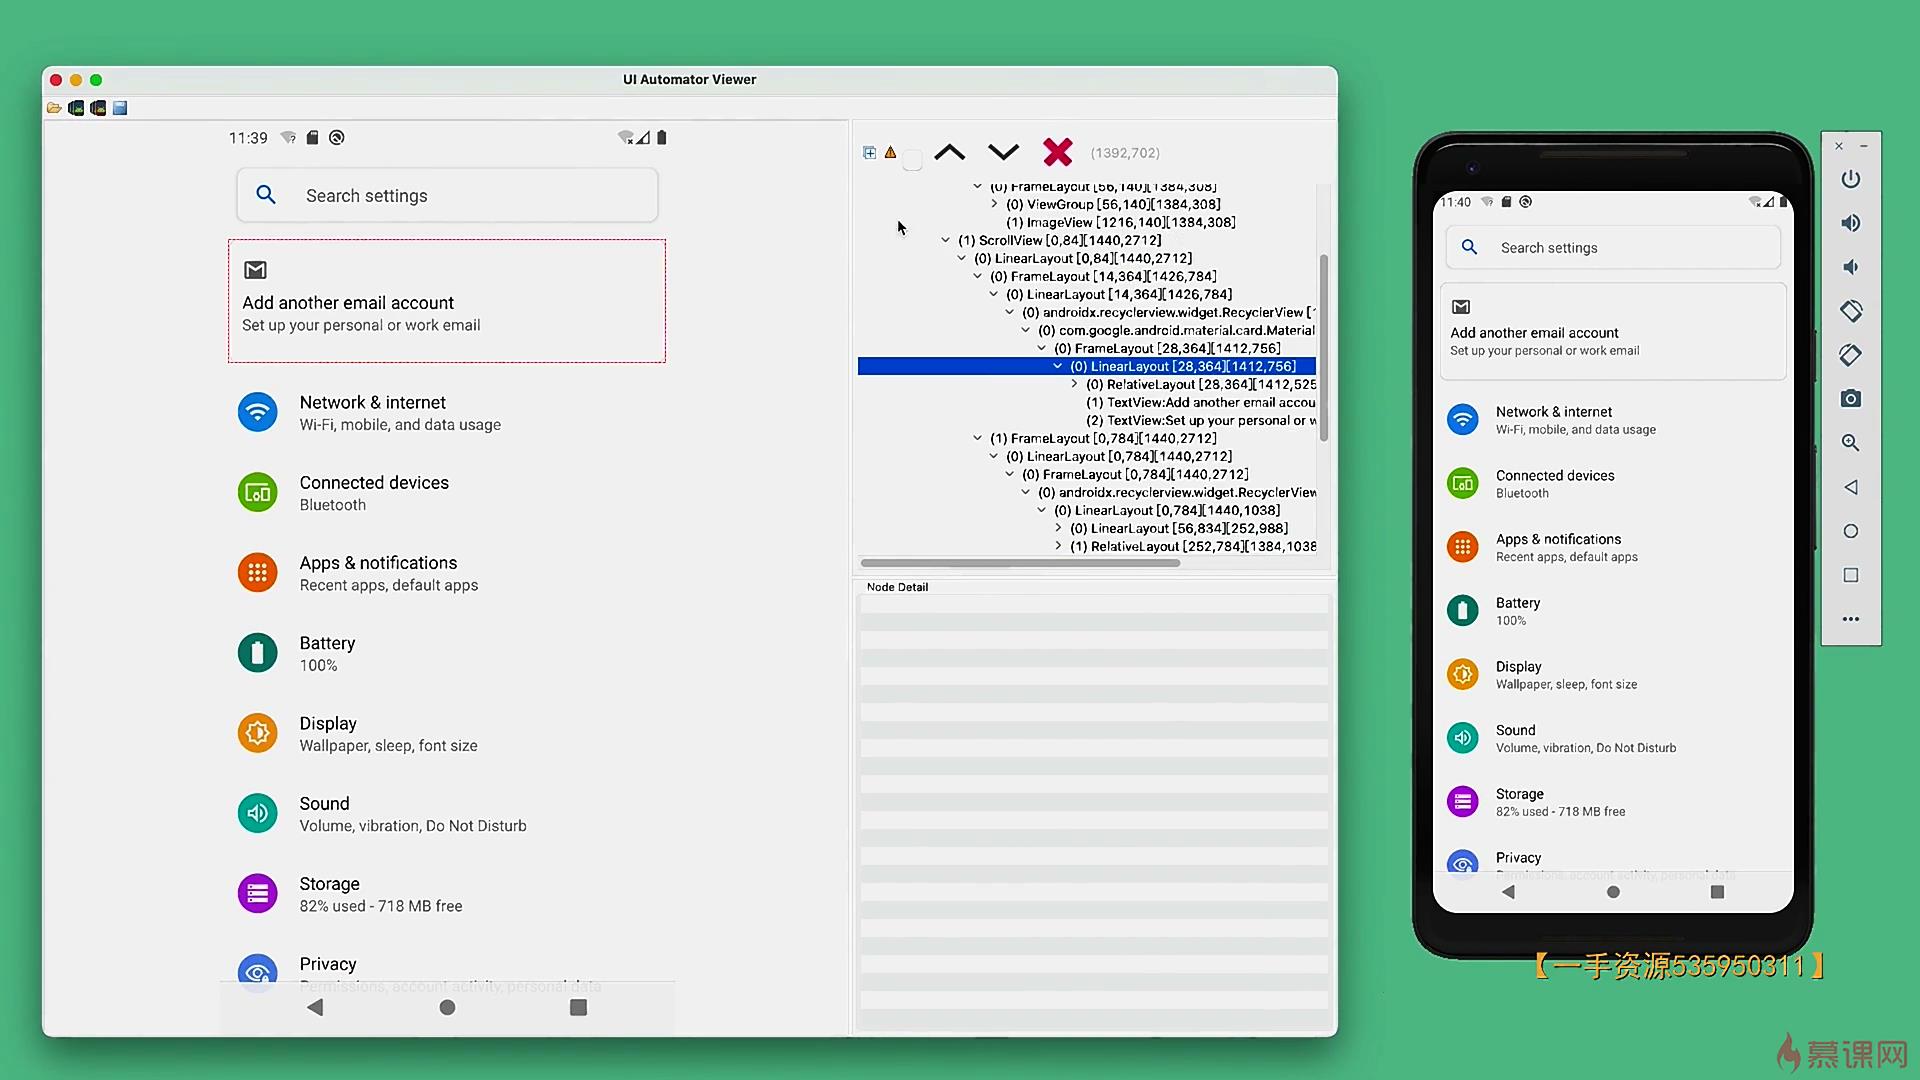 UI Automator Viewer
11:39
Search settings
Add another email account
Set up your personal or work email
Network & internet
Wi-Fi, mobile, and data usage
Connected devices
Bluetooth
Apps & notifications
Recent apps, default apps
Battery
100%
Display
Wallpaper, sleep, font size
Sound
Volume, vibration, Do Not Disturb
Storage
82% used - 718 MB free
Privacy
Permissions, account activity, personal data
(1392,702)
(0) FrameLayout [56,140][1384,308]
(0) ViewGroup [56,140][1384,308]
(1) ImageView [1216,140][1384,308]
(1) ScrollView [0,84][1440,2712]
(0) LinearLayout [0,84][1440,2712]
(0) FrameLayout [14,364][1426,784]
(0) LinearLayout [14,364][1426,784]
(0) androidx.recyclerview.widget.RecyclerView [
(0) com.google.android.material.card.Material
(0) FrameLayout [28,364][1412,756]
(0) LinearLayout [28,364][1412,756]
(0) RelativeLayout [28,364][1412,525
(1) TextView:Add another email accou
(2) TextView:Set up your personal or w
(1) FrameLayout [0,784][1440,2712]
(0) LinearLayout [0,784][1440,2712]
(0) FrameLayout [0,784][1440,2712]
(0) androidx.recyclerview.widget.RecyclerView
(0) LinearLayout [0,784][1440,1038]
(0) LinearLayout [56,834][252,988]
(1) RelativeLayout [252,784][1384,1038
Node Detail
11:40
Search settings
Add another email account
Set up your personal or work email
Network & internet
Wi-Fi, mobile, and data usage
Connected devices
Bluetooth
Apps & notifications
Recent apps, default apps
Battery
100%
Display
Wallpaper, sleep, font size
Sound
Volume, vibration, Do Not Disturb
Storage
82% used - 718 MB free
Privacy
Permissions, account activity, personal data
【一手资源535950311】
慕课网